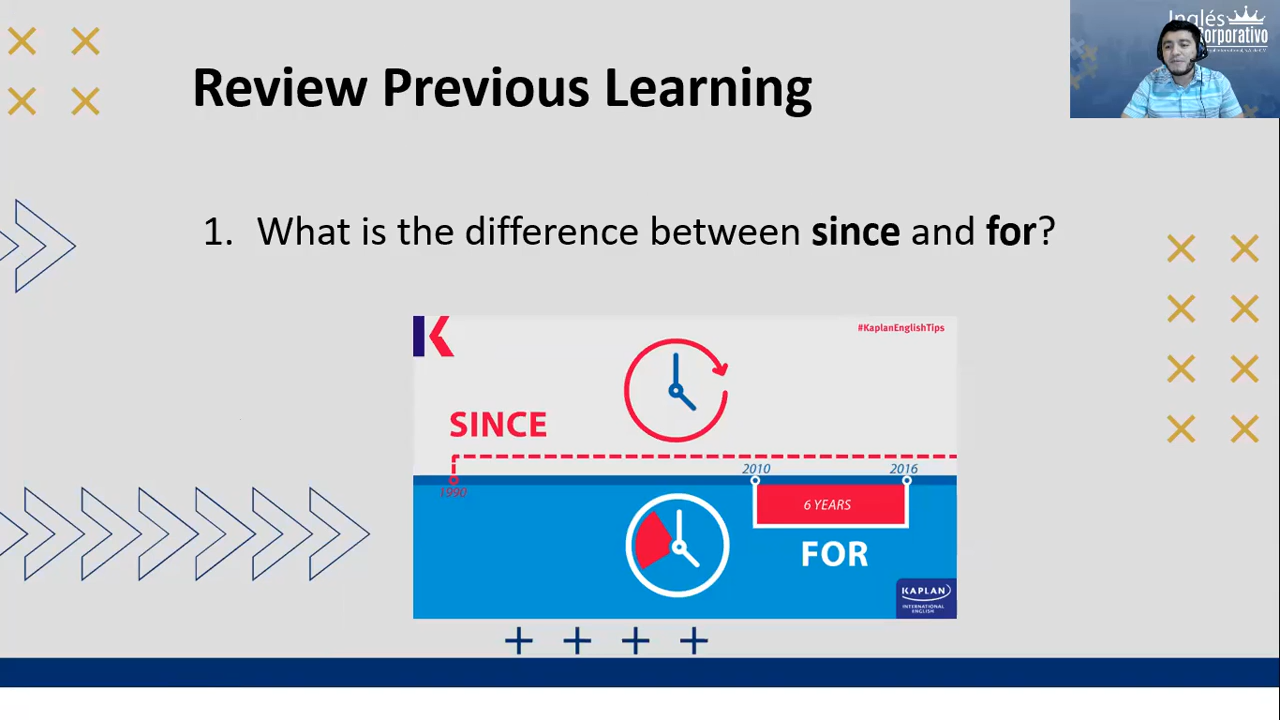 Review Previous Learning
Inglés
Corporativo
1. What is the difference between since and for?
#KaplanEnglishTips
SINCE
1990
2010
2016
6 YEARS
FOR
KAPLAN
INTERNATIONAL
ENGLISH